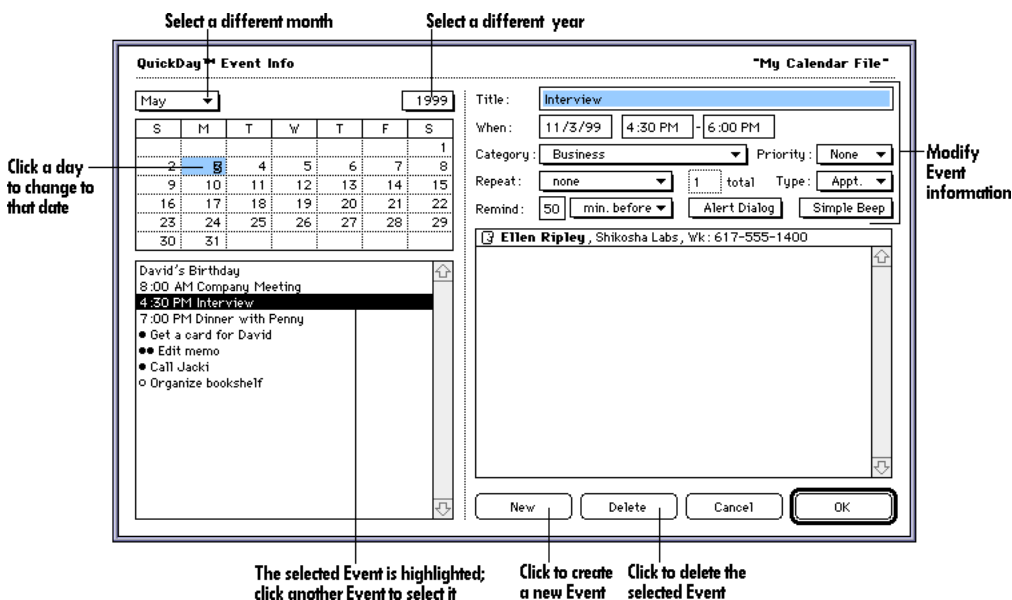 Select a different month
Select a different year
QuickDay™ Event Info
"My Calendar File"
May
1999
S M T W T F S
1
2 3 4 5 6 7 8
9 10 11 12 13 14 15
16 17 18 19 20 21 22
23 24 25 26 27 28 29
30 31
Click a day
to change to
that date
David's Birthday
8:00 AM Company Meeting
4:30 PM Interview
7:00 PM Dinner with Penny
• Get a card for David
•• Edit memo
• Call Jacki
○ Organize bookshelf
Title: Interview
When: 11/3/99 4:30 PM - 6:00 PM
Category: Business Priority: None
Repeat: none 1 total Type: Appt.
Remind: 50 min. before Alert Dialog Simple Beep
Ellen Ripley, Shikosha Labs, Wk: 617-555-1400
Modify
Event
information
New Delete Cancel OK
The selected Event is highlighted;
click another Event to select it
Click to create
a new Event
Click to delete the
selected Event